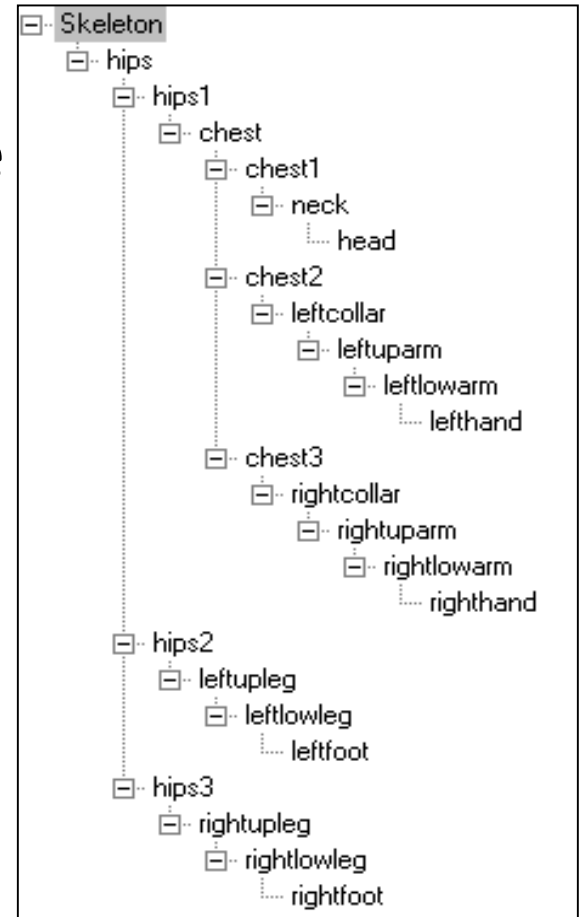 Skeleton
hips
hips1
chest
chest1
neck
head
chest2
leftcollar
leftuparm
leftlowarm
lefthand
chest3
rightcollar
rightuparm
rightlowarm
righthand
hips2
leftupleg
leftlowleg
leftfoot
hips3
rightupleg
rightlowleg
rightfoot